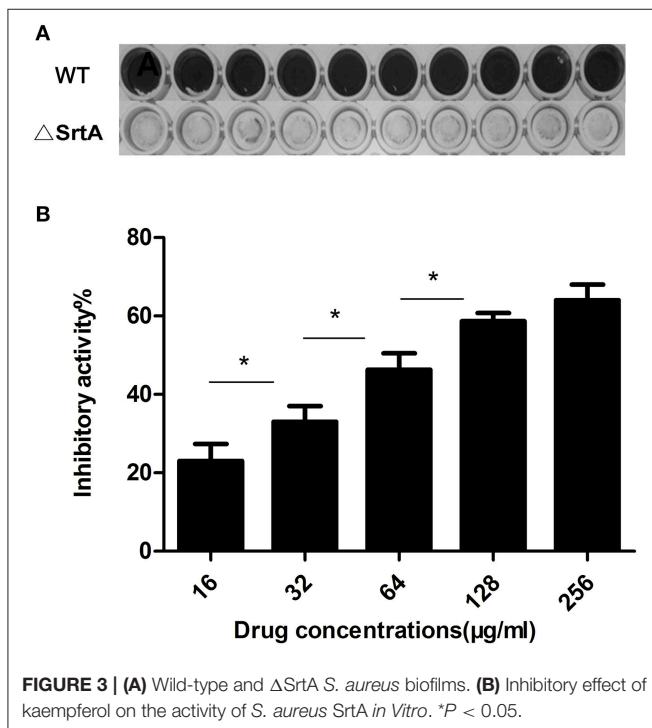 A
WT
A
△SrtA
B
80
60
40
20
0
Inhibitory activity%
*
*
*
16
32
64
128
256
Drug concentrations(µg/ml)
FIGURE 3 | (A) Wild-type and ΔSrtA S. aureus biofilms. (B) Inhibitory effect of
kaempferol on the activity of S. aureus SrtA in Vitro. *P < 0.05.